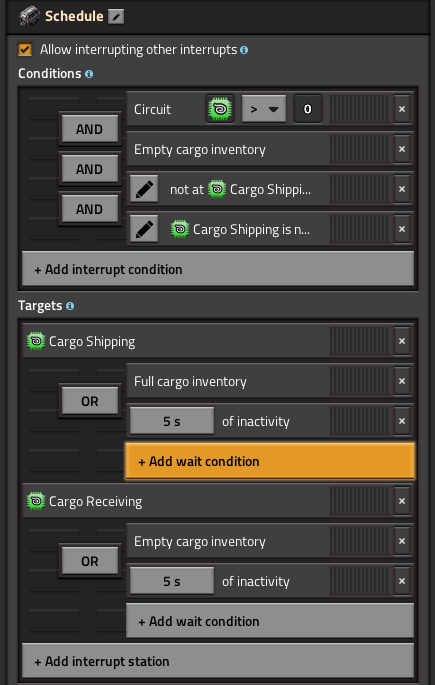 Schedule
Allow interrupting other interrupts
Conditions
Circuit > 0
AND
Empty cargo inventory
AND
not at Cargo Shippi...
AND
Cargo Shipping is n...
+ Add interrupt condition
Targets
Cargo Shipping
Full cargo inventory
OR
5 s of inactivity
+ Add wait condition
Cargo Receiving
Empty cargo inventory
OR
5 s of inactivity
+ Add wait condition
+ Add interrupt station